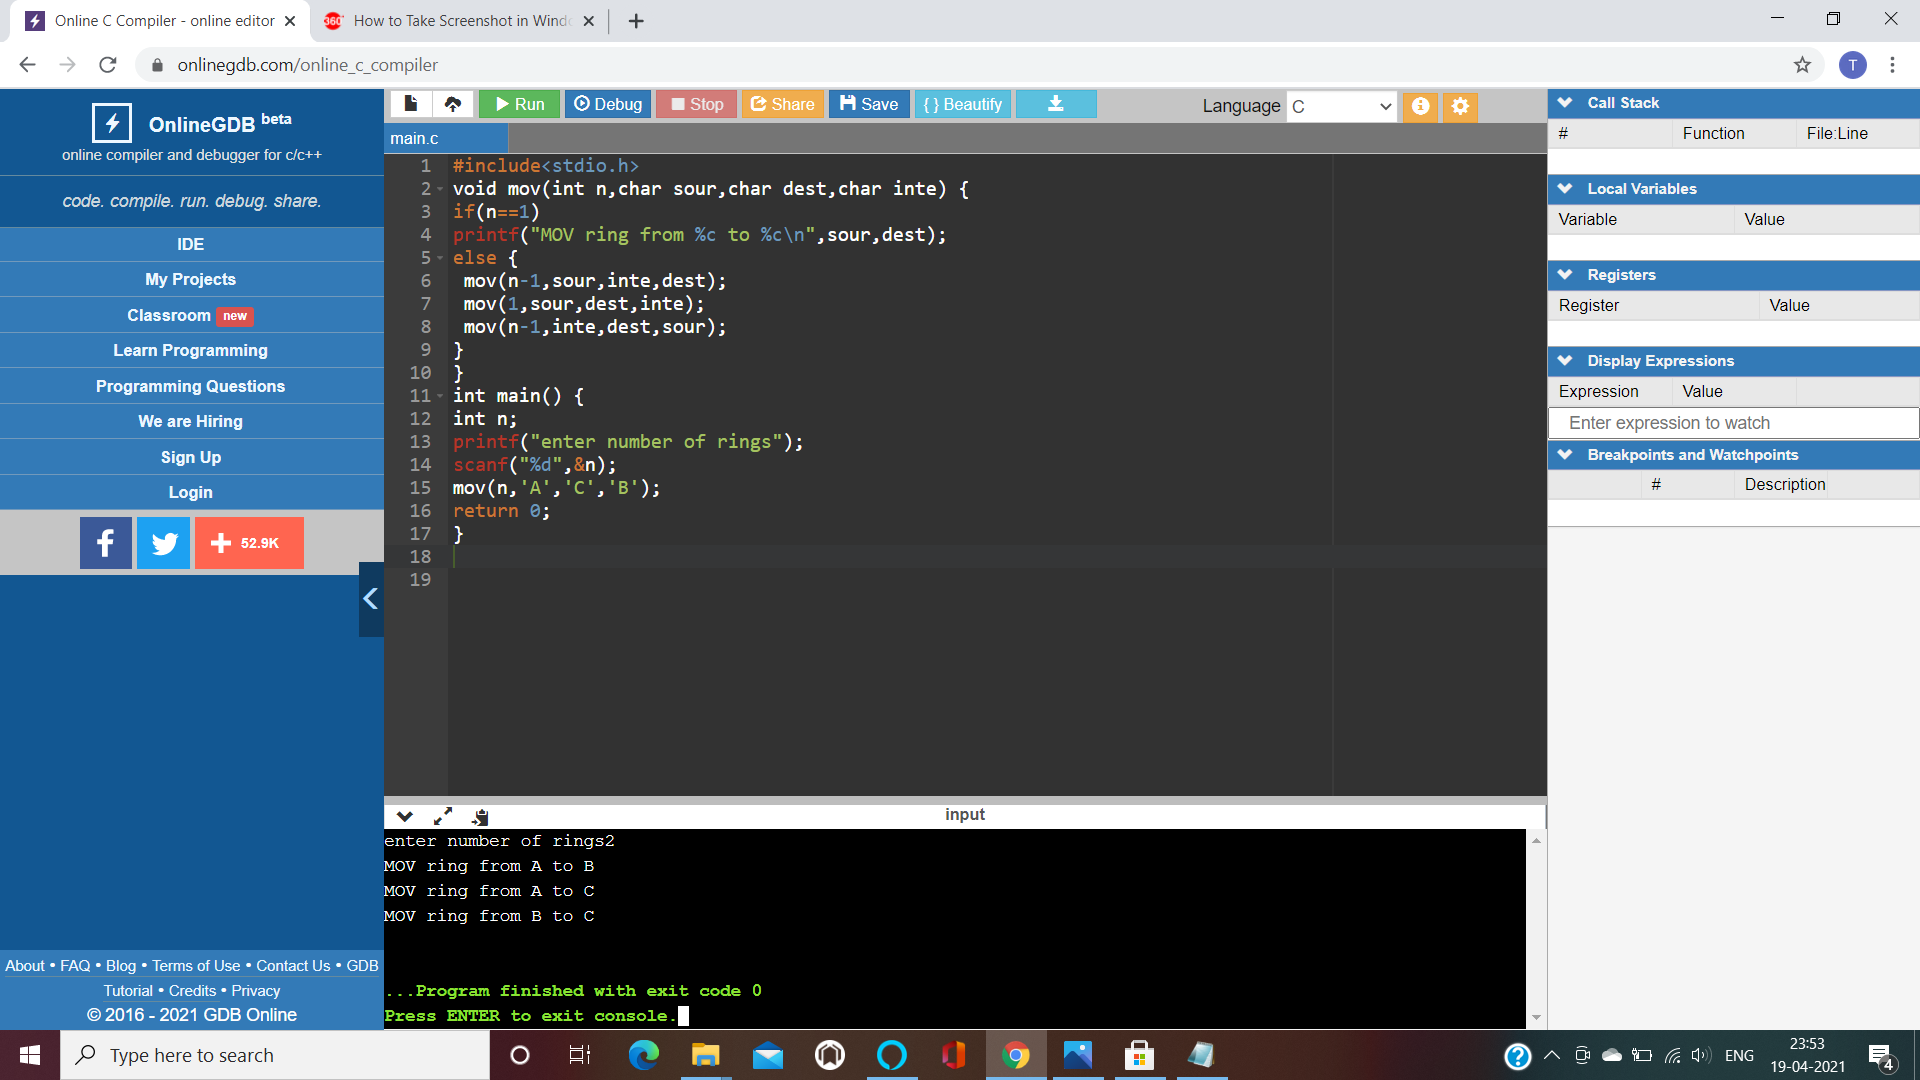 Online C Compiler - online editor
How to Take Screenshot in Wind
onlinegdb.com/online_c_compiler
T
OnlineGDB beta
online compiler and debugger for c/c++
code. compile. run. debug. share.
IDE
My Projects
Classroom new
Learn Programming
Programming Questions
We are Hiring
Sign Up
Login
f
52.9K
About • FAQ • Blog • Terms of Use • Contact Us • GDB
Tutorial • Credits • Privacy
© 2016 - 2021 GDB Online
Run
Debug
Stop
Share
Save
{ } Beautify
Language C
main.c
1 #include<stdio.h>
2 void mov(int n,char sour,char dest,char inte) {
3 if(n==1)
4 printf("MOV ring from %c to %c\n",sour,dest);
5 else {
6 mov(n-1,sour,inte,dest);
7 mov(1,sour,dest,inte);
8 mov(n-1,inte,dest,sour);
9 }
10 }
11 int main() {
12 int n;
13 printf("enter number of rings");
14 scanf("%d",&n);
15 mov(n,'A','C','B');
16 return 0;
17 }
18
19
input
enter number of rings2
MOV ring from A to B
MOV ring from A to C
MOV ring from B to C
...Program finished with exit code 0
Press ENTER to exit console.
Call Stack
# Function File:Line
Local Variables
Variable Value
Registers
Register Value
Display Expressions
Expression Value
Enter expression to watch
Breakpoints and Watchpoints
# Description
Type here to search
ENG
23:53
19-04-2021
4